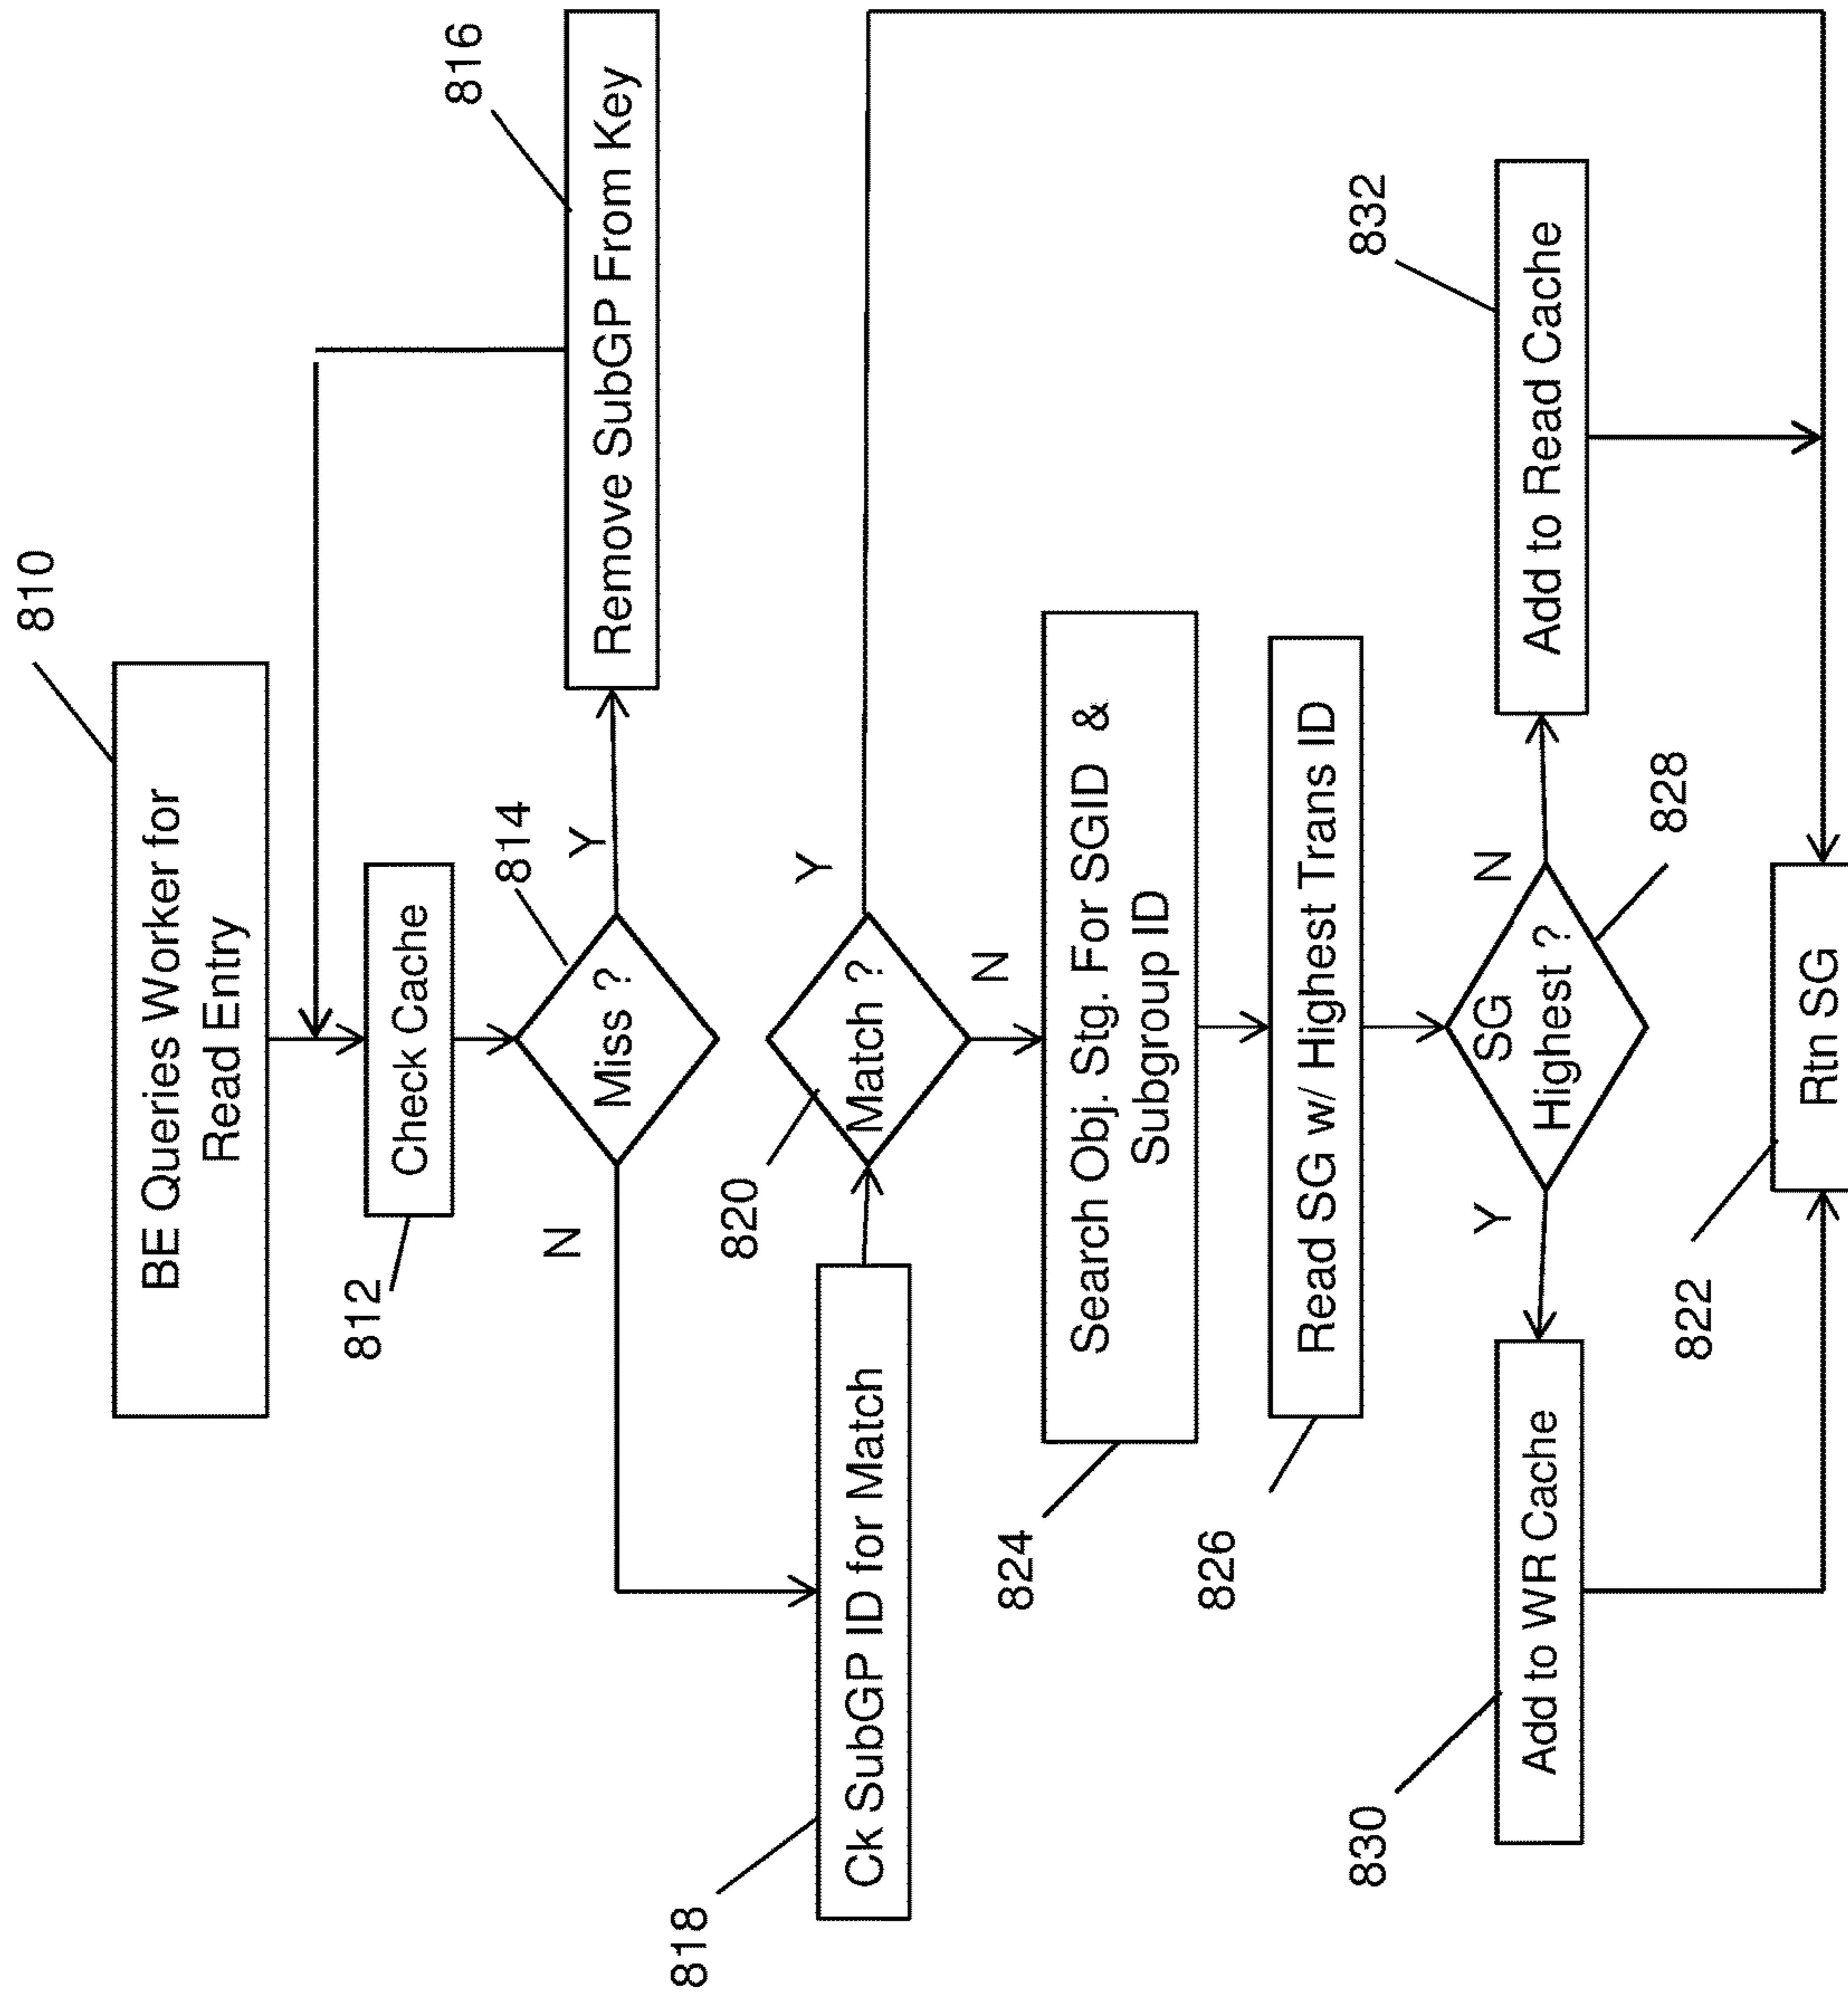 810
BE Queries Worker for
Read Entry
812
Check Cache
814
Miss ?
Y
N
816
Remove SubGP From Key
818
Ck SubGP ID for Match
820
Match ?
Y
N
824
Search Obj. Stg. For SGID &
Subgroup ID
826
Read SG w/ Highest Trans ID
SG
Highest ?
828
Y
N
830
Add to WR Cache
832
Add to Read Cache
822
Rtn SG